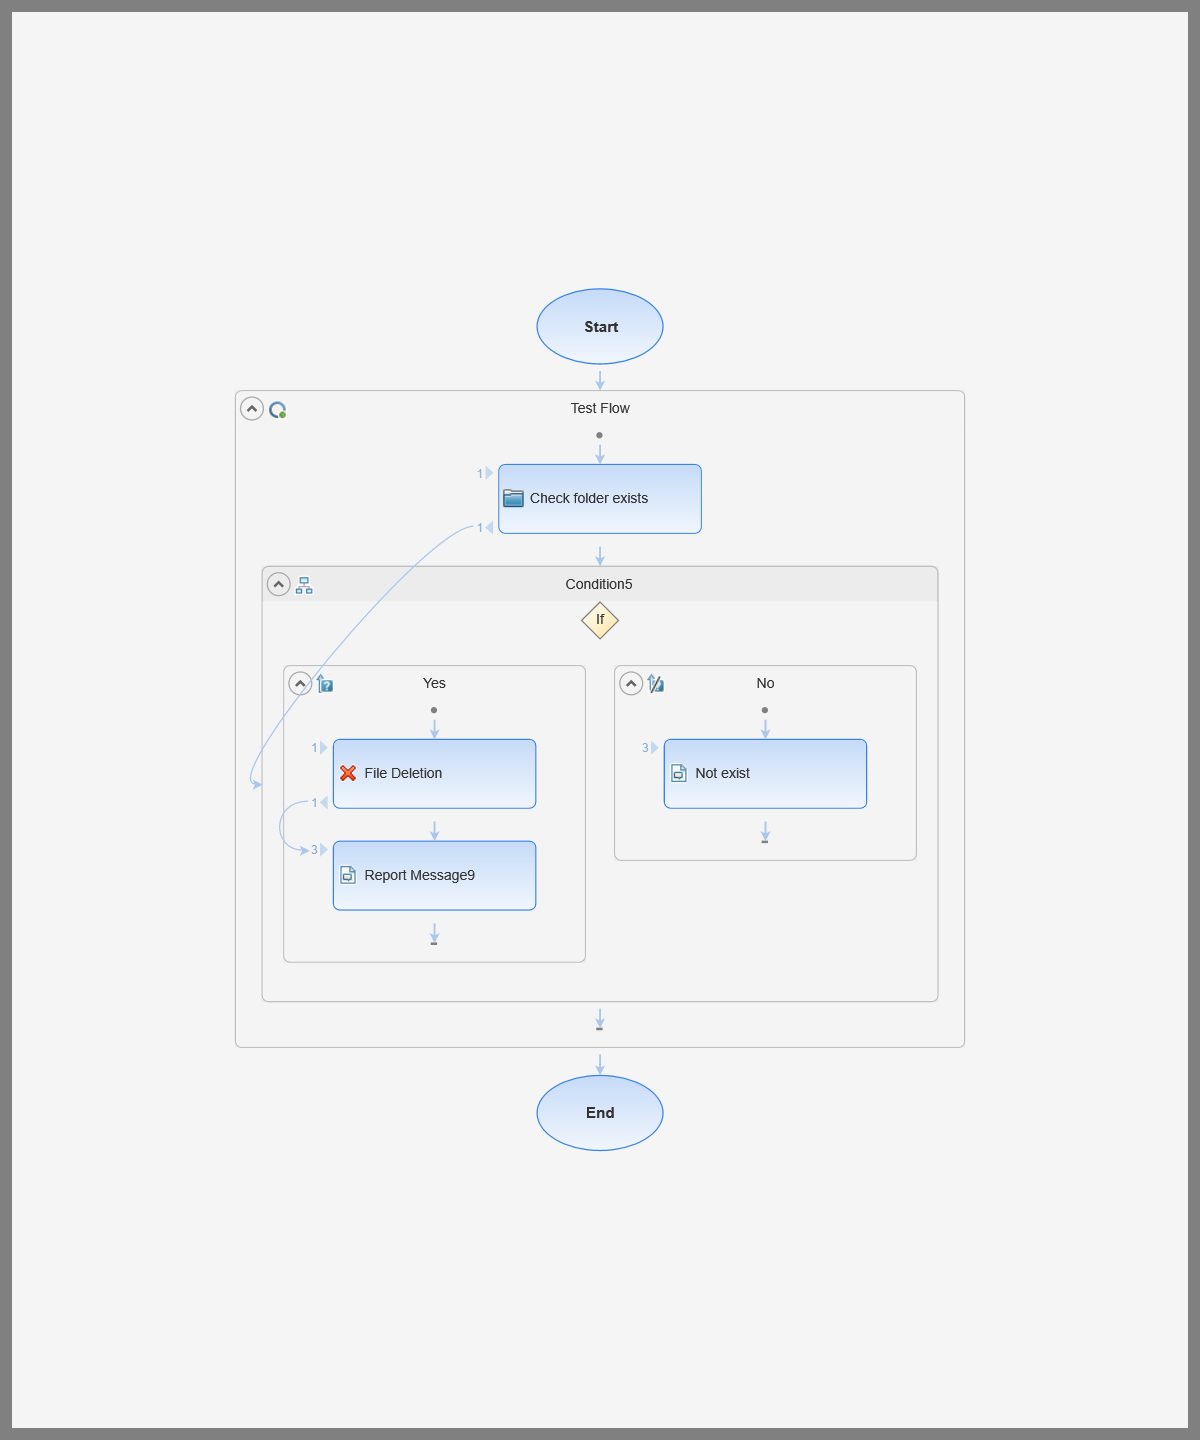 Start
Test Flow
1
Check folder exists
1
Condition5
If
Yes
No
1
File Deletion
3
Not exist
1
3
Report Message9
End